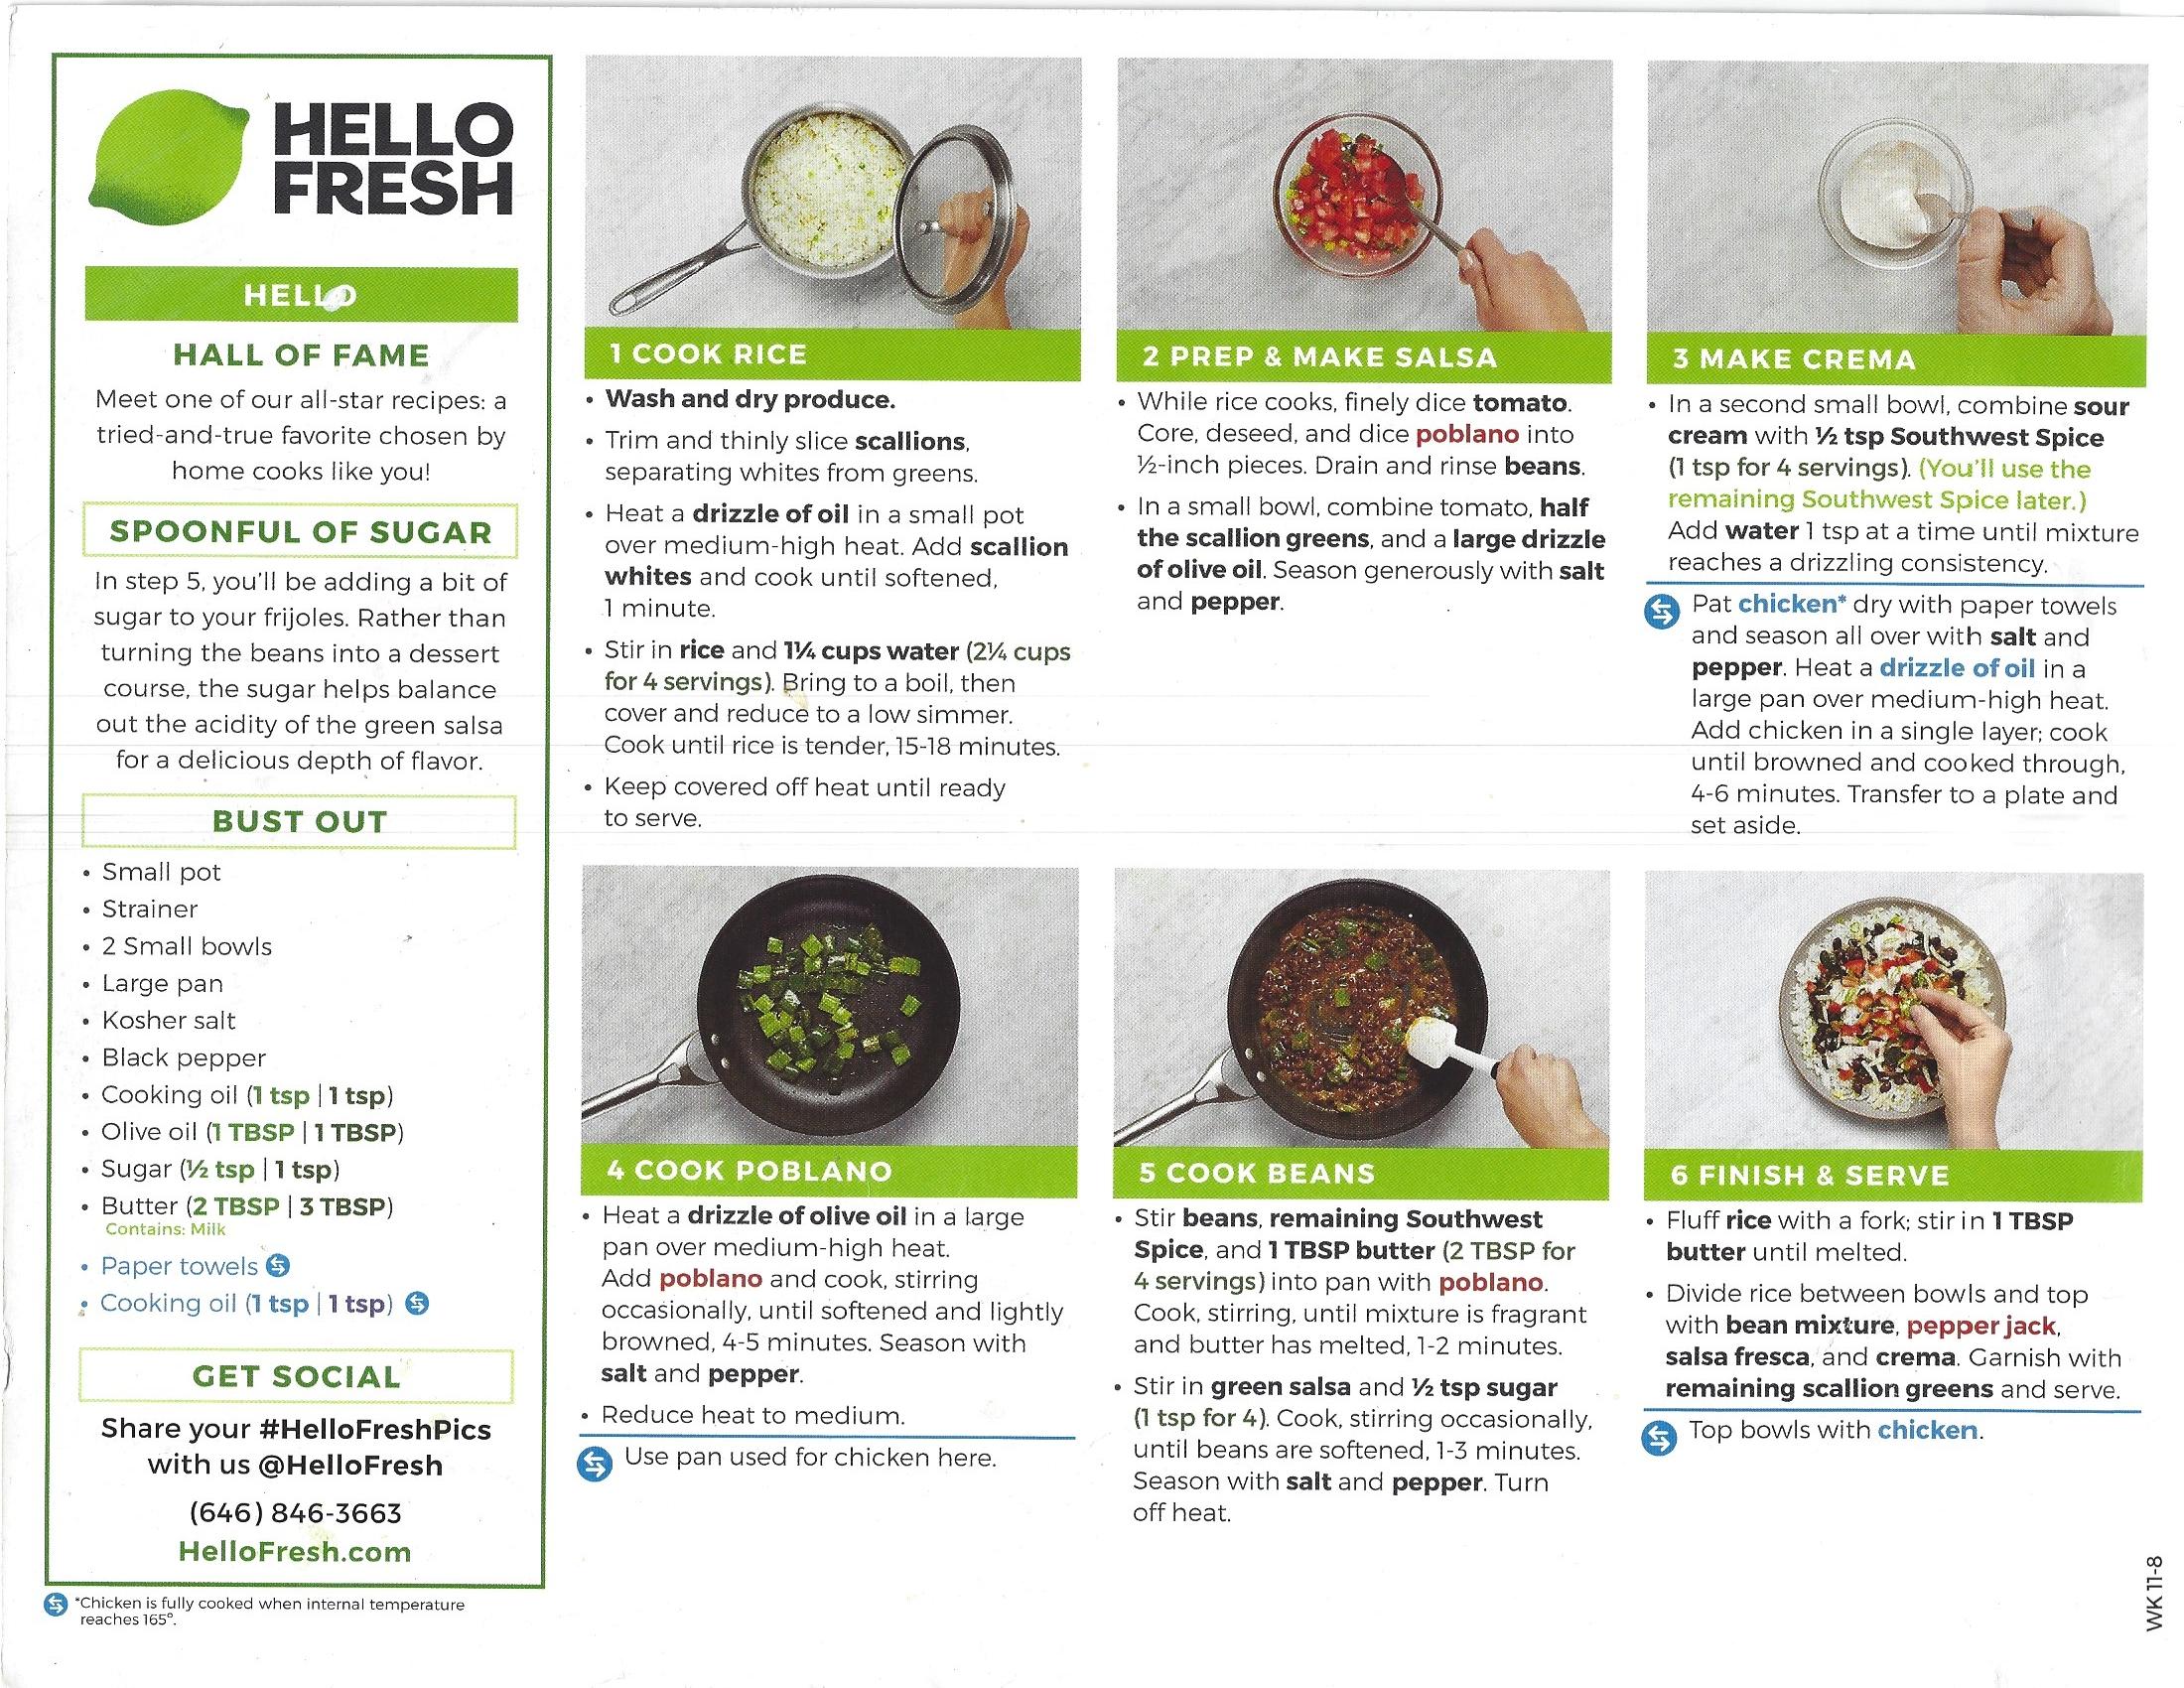 HELLO
FRESH
HELLO
HALL OF FAME
Meet one of our all-star recipes: a
tried-and-true favorite chosen by
home cooks like you!
SPOONFUL OF SUGAR
In step 5, you'll be adding a bit of
sugar to your frijoles. Rather than
turning the beans into a dessert
course, the sugar helps balance
out the acidity of the green salsa
for a delicious depth of flavor.
BUST OUT
• Small pot
• Strainer
• 2 Small bowls
• Large pan
• Kosher salt
• Black pepper
• Cooking oil (1 tsp | 1 tsp)
• Olive oil (1 TBSP | 1 TBSP)
• Sugar (½ tsp | 1 tsp)
• Butter (2 TBSP | 3 TBSP)
Contains: Milk
• Paper towels
• Cooking oil (1 tsp | 1 tsp)
GET SOCIAL
Share your #HelloFreshPics
with us @HelloFresh
(646) 846-3663
HelloFresh.com
*Chicken is fully cooked when internal temperature
reaches 165°.
1 COOK RICE
• Wash and dry produce.
• Trim and thinly slice scallions,
separating whites from greens.
• Heat a drizzle of oil in a small pot
over medium-high heat. Add scallion
whites and cook until softened,
1 minute.
• Stir in rice and 1¼ cups water (2¼ cups
for 4 servings). Bring to a boil, then
cover and reduce to a low simmer.
Cook until rice is tender, 15-18 minutes.
• Keep covered off heat until ready
to serve.
2 PREP & MAKE SALSA
• While rice cooks, finely dice tomato.
Core, deseed, and dice poblano into
½-inch pieces. Drain and rinse beans.
• In a small bowl, combine tomato, half
the scallion greens, and a large drizzle
of olive oil. Season generously with salt
and pepper.
3 MAKE CREMA
• In a second small bowl, combine sour
cream with ½ tsp Southwest Spice
(1 tsp for 4 servings). (You'll use the
remaining Southwest Spice later.)
Add water 1 tsp at a time until mixture
reaches a drizzling consistency.
Pat chicken* dry with paper towels
and season all over with salt and
pepper. Heat a drizzle of oil in a
large pan over medium-high heat.
Add chicken in a single layer; cook
until browned and cooked through,
4-6 minutes. Transfer to a plate and
set aside.
4 COOK POBLANO
• Heat a drizzle of olive oil in a large
pan over medium-high heat.
Add poblano and cook, stirring
occasionally, until softened and lightly
browned, 4-5 minutes. Season with
salt and pepper.
• Reduce heat to medium.
Use pan used for chicken here.
5 COOK BEANS
• Stir beans, remaining Southwest
Spice, and 1 TBSP butter (2 TBSP for
4 servings) into pan with poblano.
Cook, stirring, until mixture is fragrant
and butter has melted, 1-2 minutes.
• Stir in green salsa and ½ tsp sugar
(1 tsp for 4). Cook, stirring occasionally,
until beans are softened, 1-3 minutes.
Season with salt and pepper. Turn
off heat.
6 FINISH & SERVE
• Fluff rice with a fork; stir in 1 TBSP
butter until melted.
• Divide rice between bowls and top
with bean mixture, pepper jack,
salsa fresca, and crema. Garnish with
remaining scallion greens and serve.
Top bowls with chicken.
WK 11-8